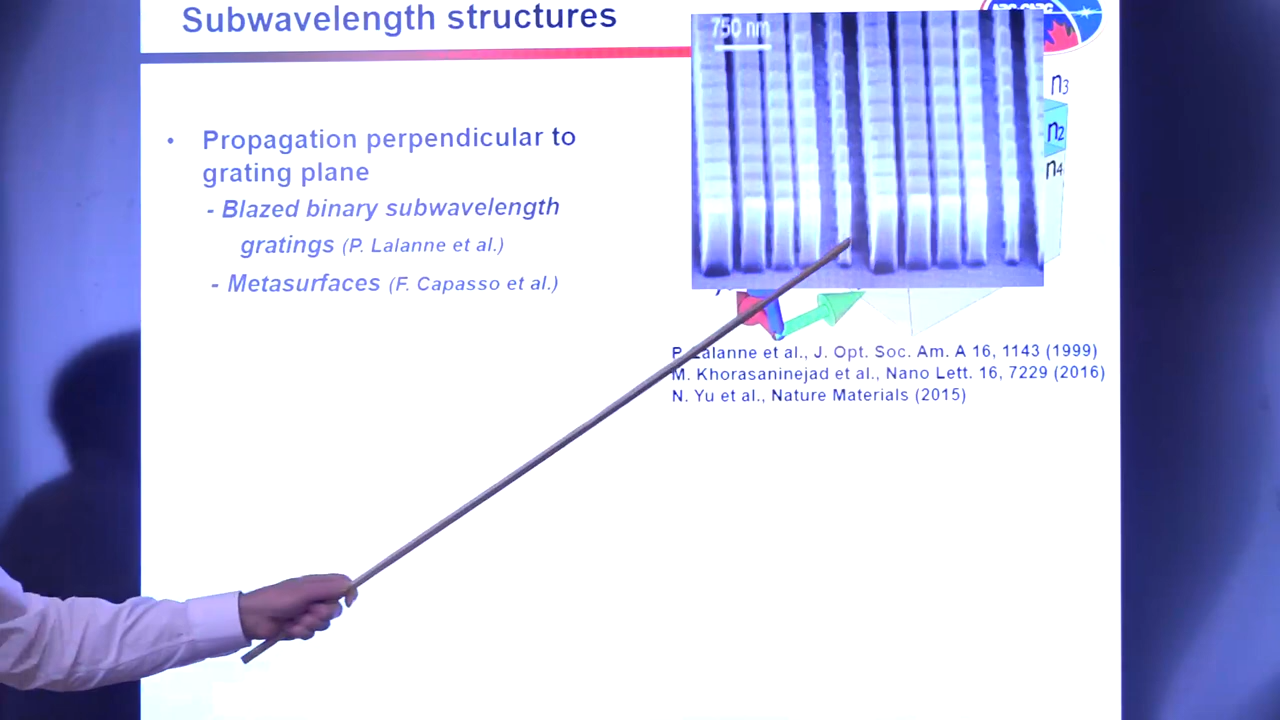 Subwavelength structures
750 nm
n3
n2
n4
• Propagation perpendicular to
grating plane
- Blazed binary subwavelength
gratings (P. Lalanne et al.)
- Metasurfaces (F. Capasso et al.)
P. Lalanne et al., J. Opt. Soc. Am. A 16, 1143 (1999)
M. Khorasaninejad et al., Nano Lett. 16, 7229 (2016)
N. Yu et al., Nature Materials (2015)